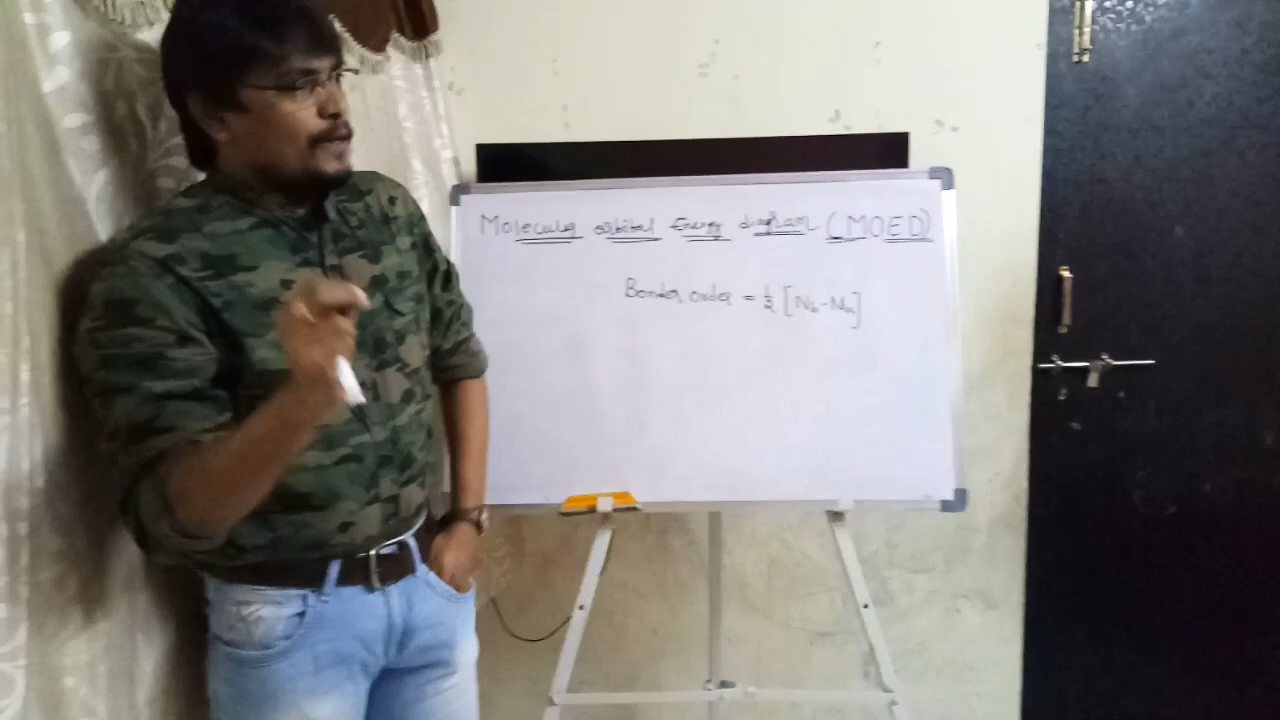 Molecular orbital Energy diagram (MOED)
Bonder order = 1/2 [Nb-Na]